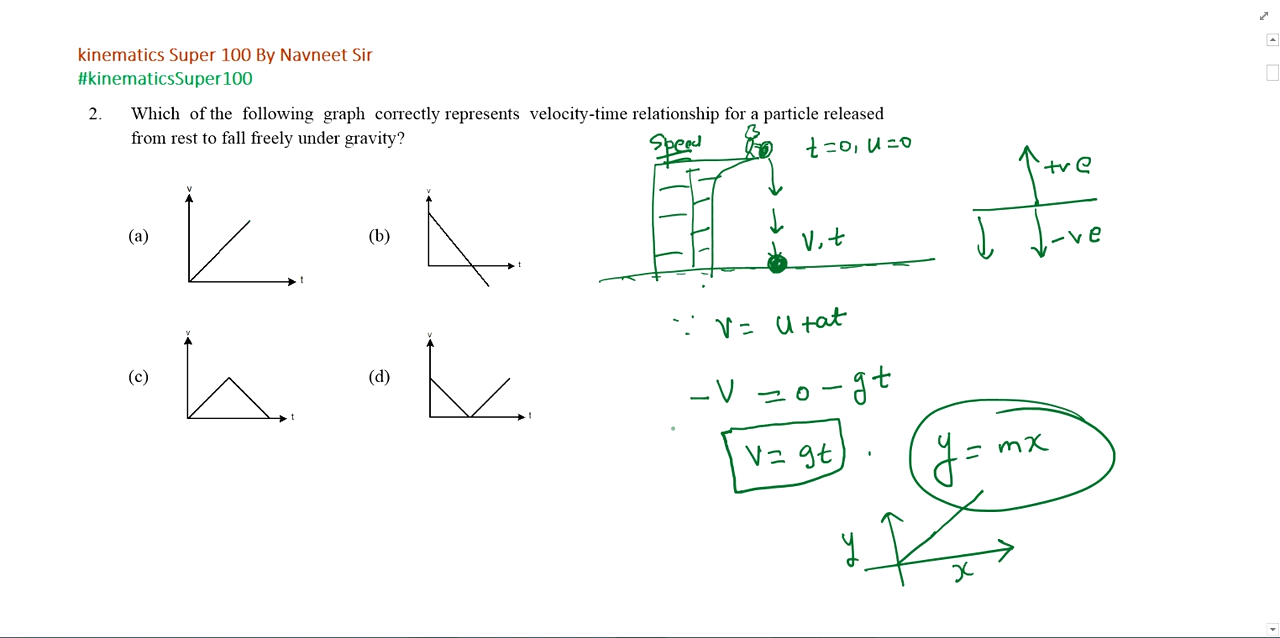 kinematics Super 100 By Navneet Sir
#kinematicsSuper100
2. Which of the following graph correctly represents velocity-time relationship for a particle released
from rest to fall freely under gravity?
Speed
t=0, u=0
+ve
-ve
v, t
(a)
v
t
(b)
v
t
(c)
v
t
(d)
v
t
∵ v = u+at
-v = 0 - gt
v = gt .
y = mx
y
x